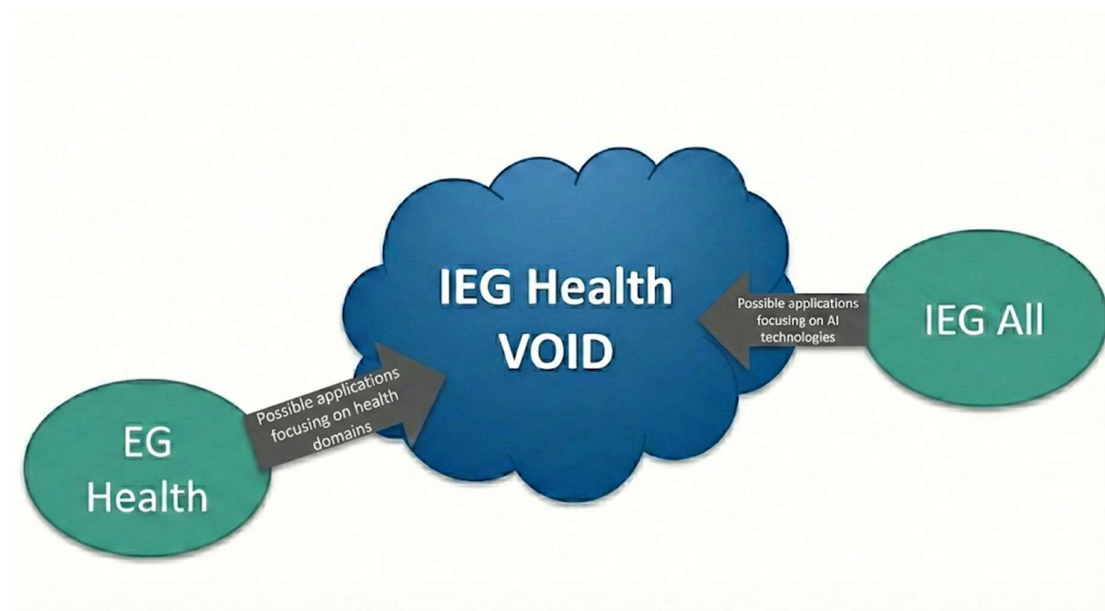 IEG Health
VOID
Possible applications
focusing on AI
technologies
IEG All
Possible applications
focusing on health
domains
EG
Health